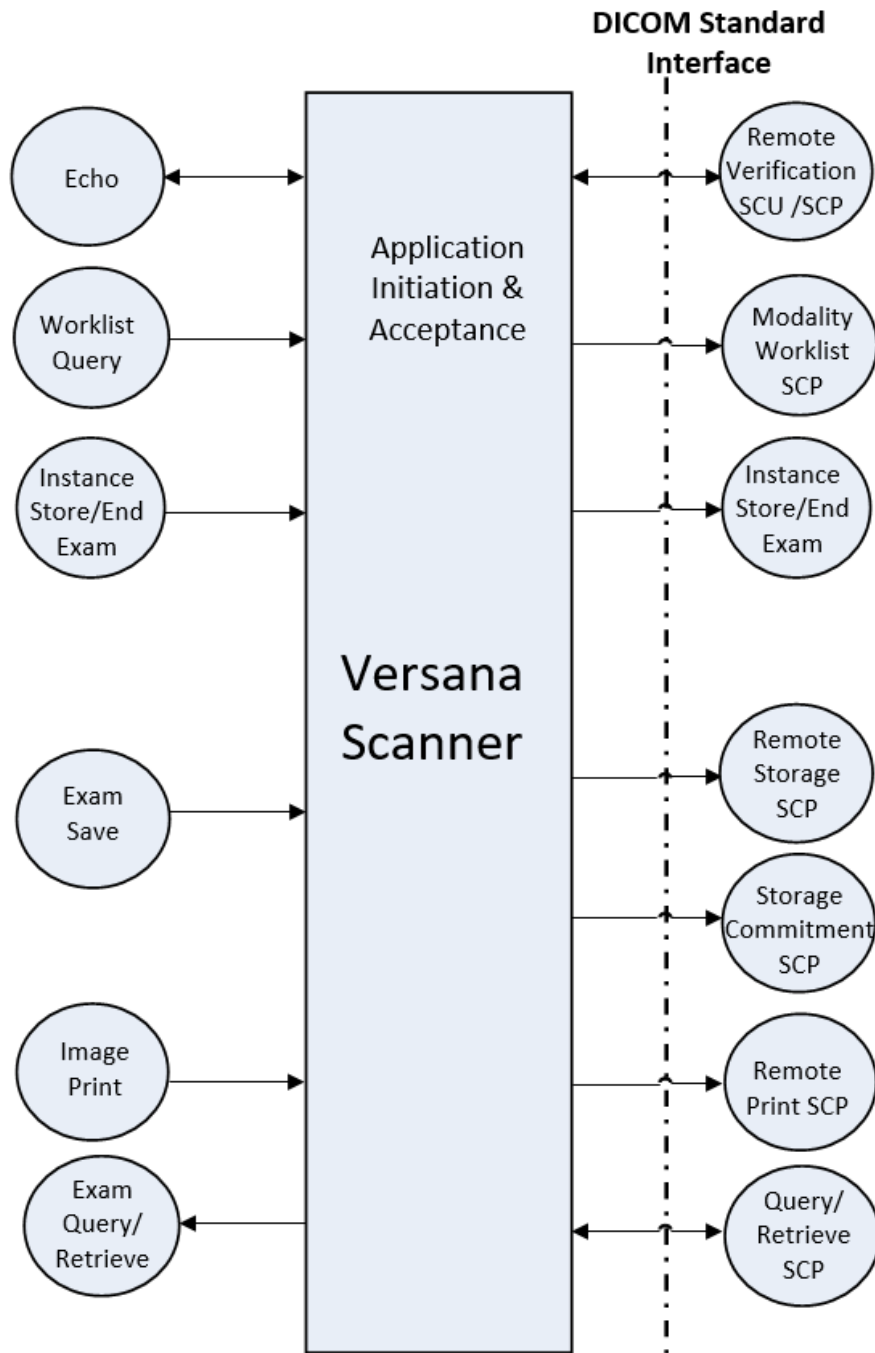 DICOM Standard
Interface
Echo
Remote
Verification
SCU /SCP
Application
Initiation &
Acceptance
Worklist
Query
Modality
Worklist
SCP
Instance
Store/End
Exam
Instance
Store/End
Exam
Versana
Scanner
Exam
Save
Remote
Storage
SCP
Storage
Commitment
SCP
Image
Print
Remote
Print SCP
Exam
Query/
Retrieve
Query/
Retrieve
SCP